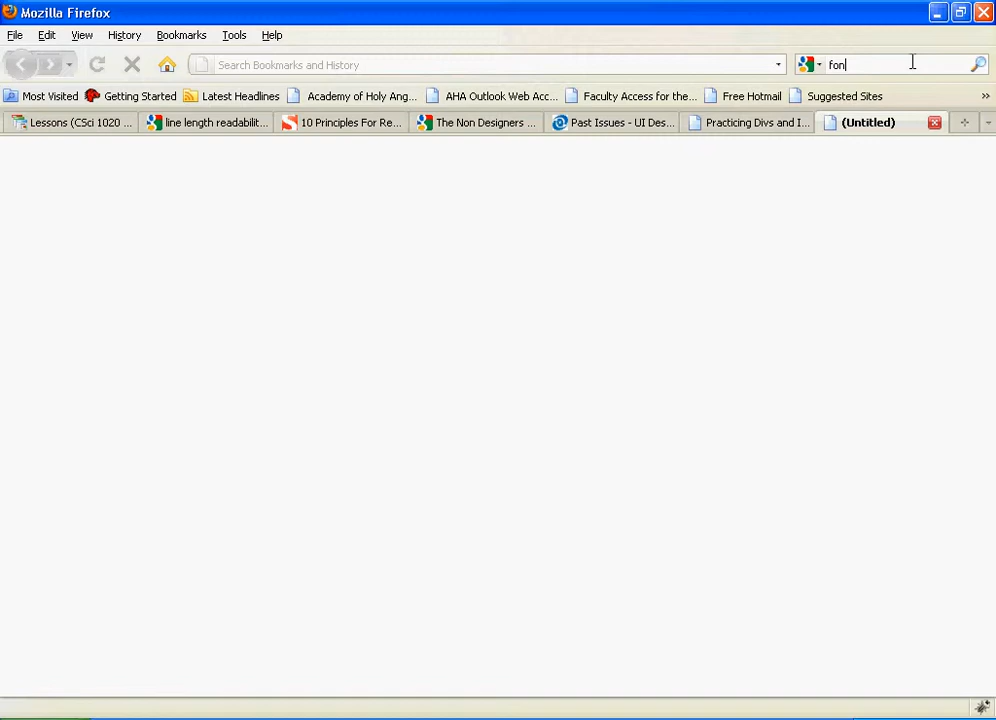 Mozilla Firefox
File Edit View History Bookmarks Tools Help
Search Bookmarks and History fon
Most Visited Getting Started Latest Headlines Academy of Holy Ang... AHA Outlook Web Acc... Faculty Access for the... Free Hotmail Suggested Sites »
Lessons (CSci 1020 ... line length readabilit... 10 Principles For Re... The Non Designers ... Past Issues - UI Des... Practicing Divs and I... (Untitled)